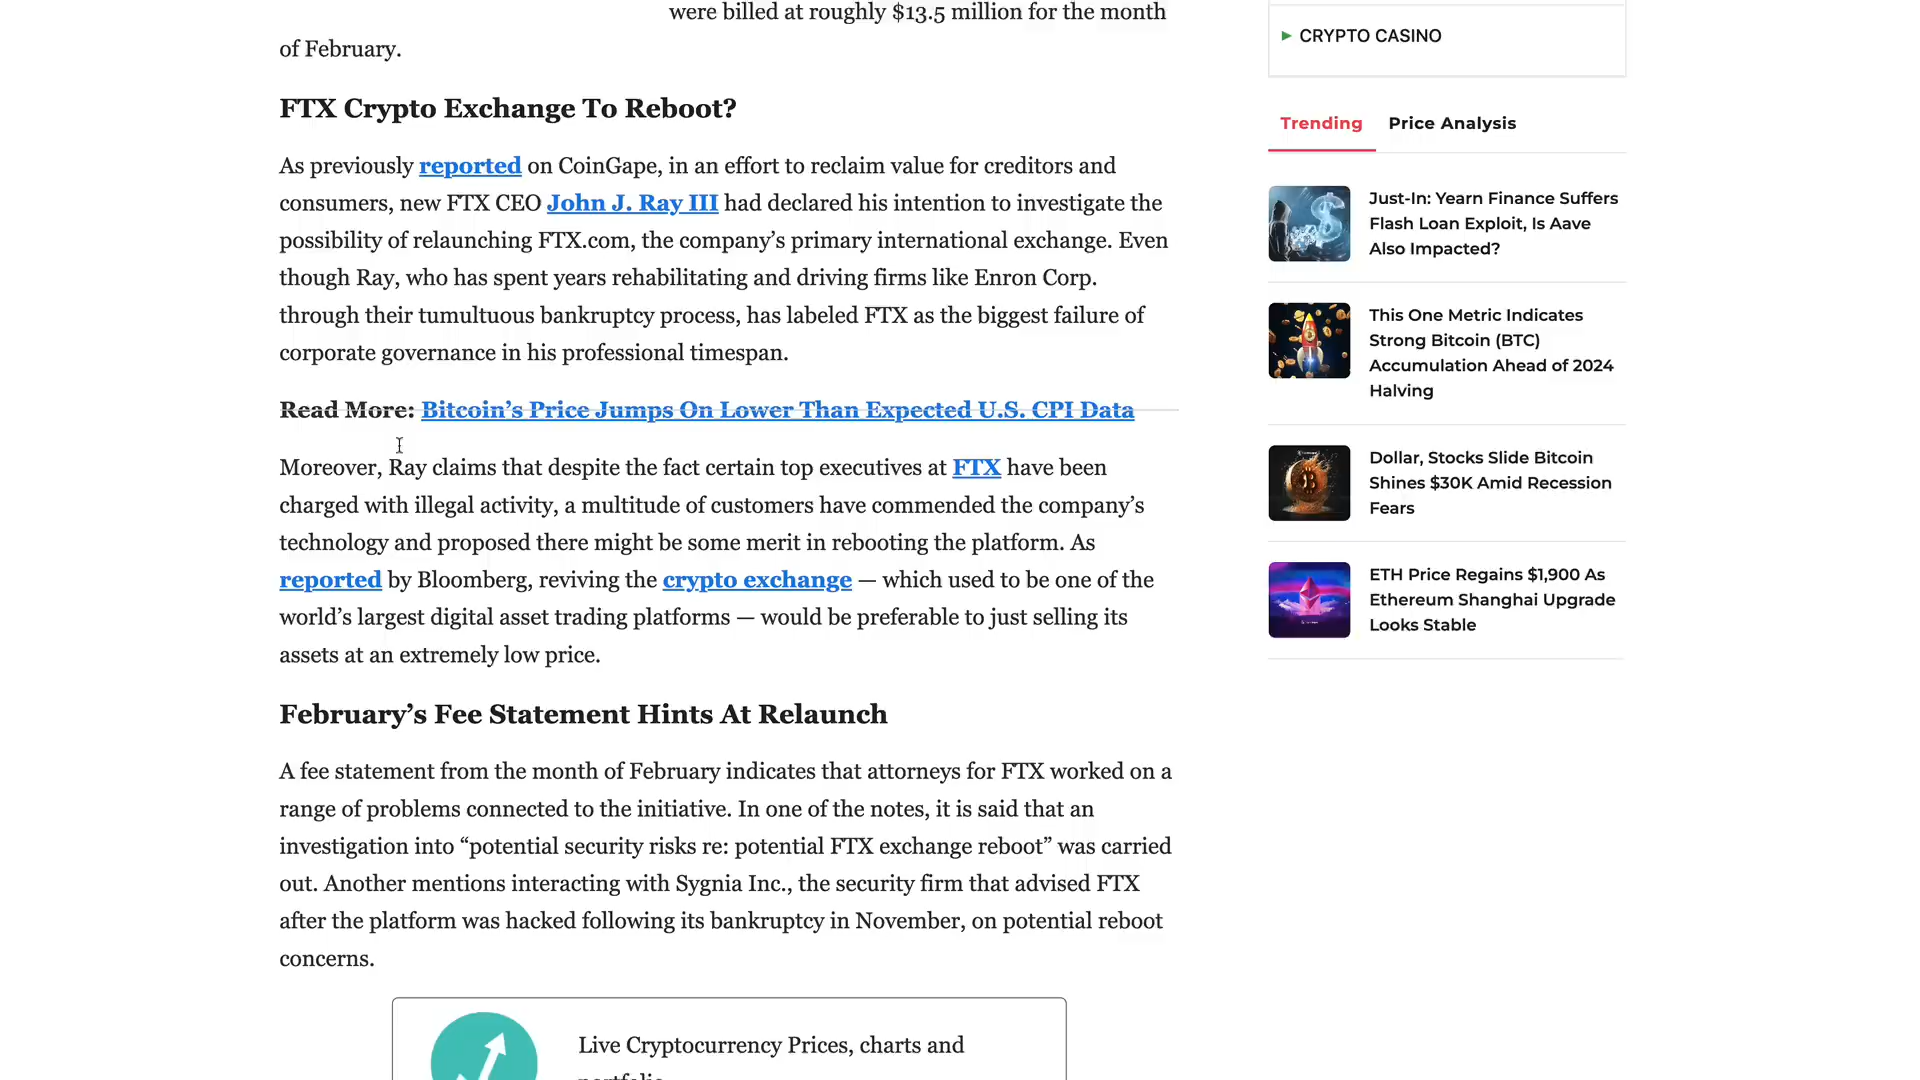 were billed at roughly $13.5 million for the month
of February.
FTX Crypto Exchange To Reboot?
As previously reported on CoinGape, in an effort to reclaim value for creditors and
consumers, new FTX CEO John J. Ray III had declared his intention to investigate the
possibility of relaunching FTX.com, the company’s primary international exchange. Even
though Ray, who has spent years rehabilitating and driving firms like Enron Corp.
through their tumultuous bankruptcy process, has labeled FTX as the biggest failure of
corporate governance in his professional timespan.
Read More: Bitcoin’s Price Jumps On Lower Than Expected U.S. CPI Data
Moreover, Ray claims that despite the fact certain top executives at FTX have been
charged with illegal activity, a multitude of customers have commended the company’s
technology and proposed there might be some merit in rebooting the platform. As
reported by Bloomberg, reviving the crypto exchange — which used to be one of the
world’s largest digital asset trading platforms — would be preferable to just selling its
assets at an extremely low price.
February’s Fee Statement Hints At Relaunch
A fee statement from the month of February indicates that attorneys for FTX worked on a
range of problems connected to the initiative. In one of the notes, it is said that an
investigation into “potential security risks re: potential FTX exchange reboot” was carried
out. Another mentions interacting with Sygnia Inc., the security firm that advised FTX
after the platform was hacked following its bankruptcy in November, on potential reboot
concerns.
Live Cryptocurrency Prices, charts and
portfolio
CRYPTO CASINO
Trending Price Analysis
Just-In: Yearn Finance Suffers
Flash Loan Exploit, Is Aave
Also Impacted?
This One Metric Indicates
Strong Bitcoin (BTC)
Accumulation Ahead of 2024
Halving
Dollar, Stocks Slide Bitcoin
Shines $30K Amid Recession
Fears
ETH Price Regains $1,900 As
Ethereum Shanghai Upgrade
Looks Stable